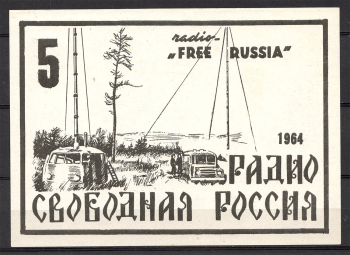 5
radio-
„FREE RUSSIA"
1964
РАДИО
СВОБОДНАЯ РОССИЯ